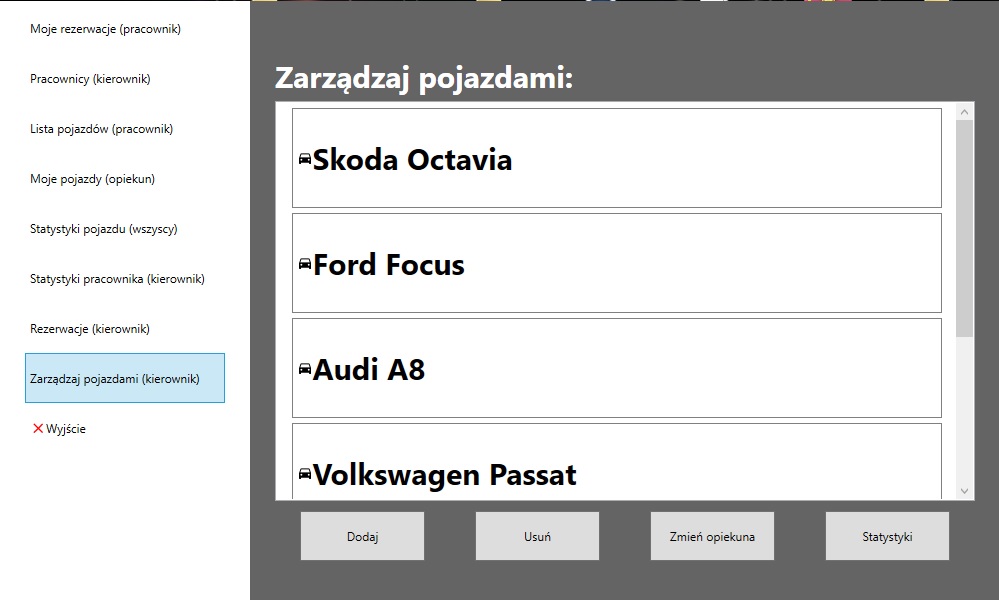 Moje rezerwacje (pracownik)
Pracownicy (kierownik)
Lista pojazdów (pracownik)
Moje pojazdy (opiekun)
Statystyki pojazdu (wszyscy)
Statystyki pracownika (kierownik)
Rezerwacje (kierownik)
Zarządzaj pojazdami (kierownik)
Wyjście
Zarządzaj pojazdami:
Skoda Octavia
Ford Focus
Audi A8
Volkswagen Passat
Dodaj
Usuń
Zmień opiekuna
Statystyki